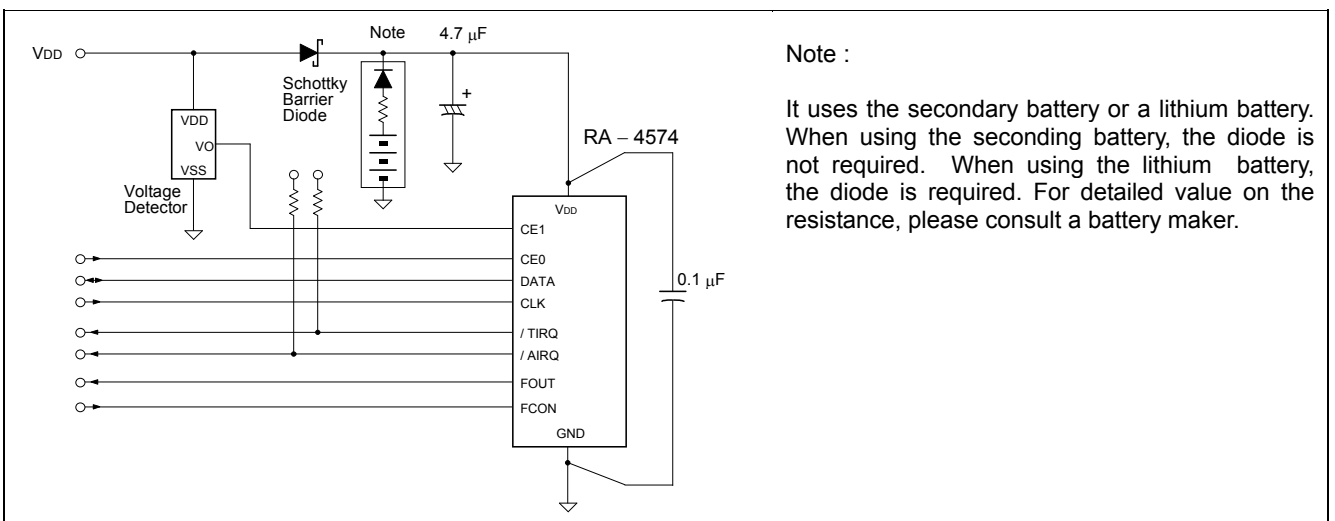 VDD
Note
4.7 μF
Schottky
Barrier
Diode
+
VDD
VO
VSS
Voltage
Detector
RA – 4574
VDD
CE1
CE0
DATA
CLK
/ TIRQ
/ AIRQ
FOUT
FCON
GND
0.1 μF
Note :
It uses the secondary battery or a lithium battery.
When using the seconding battery, the diode is
not required. When using the lithium battery,
the diode is required. For detailed value on the
resistance, please consult a battery maker.